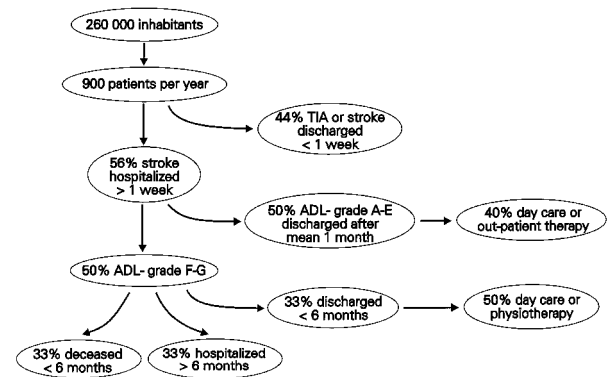 260 000 inhabitants
900 patients per year
44% TIA or stroke
discharged
< 1 week
56% stroke
hospitalized
> 1 week
50% ADL- grade A-E
discharged after
mean 1 month
40% day care or
out-patient therapy
50% ADL- grade F-G
33% discharged
< 6 months
50% day care or
physiotherapy
33% deceased
< 6 months
33% hospitalized
> 6 months